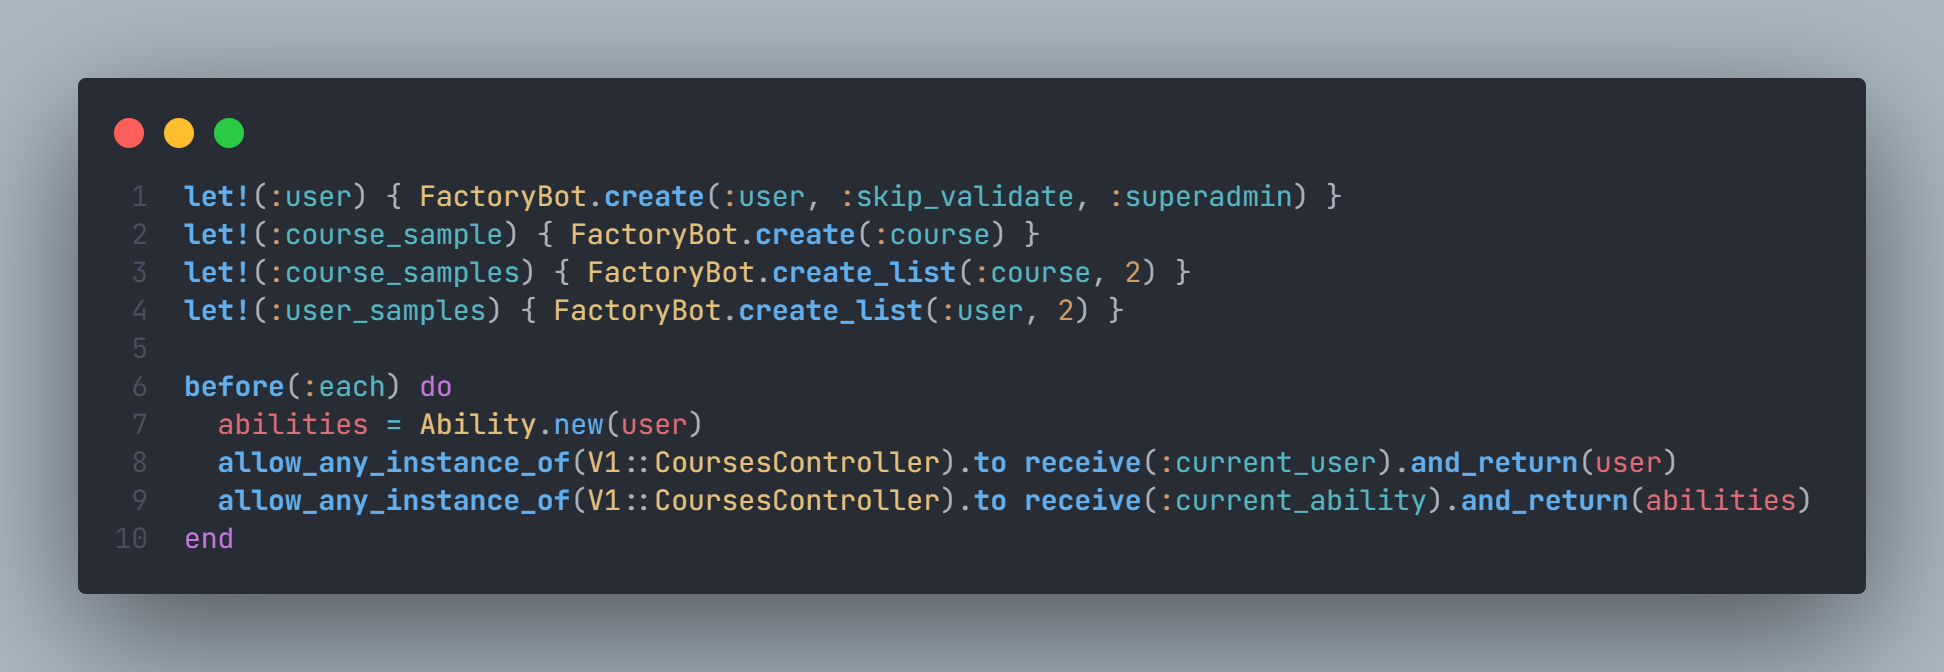 1 let!(:user) { FactoryBot.create(:user, :skip_validate, :superadmin) }
2 let!(:course_sample) { FactoryBot.create(:course) }
3 let!(:course_samples) { FactoryBot.create_list(:course, 2) }
4 let!(:user_samples) { FactoryBot.create_list(:user, 2) }
5
6 before(:each) do
7   abilities = Ability.new(user)
8   allow_any_instance_of(V1::CoursesController).to receive(:current_user).and_return(user)
9   allow_any_instance_of(V1::CoursesController).to receive(:current_ability).and_return(abilities)
10 end